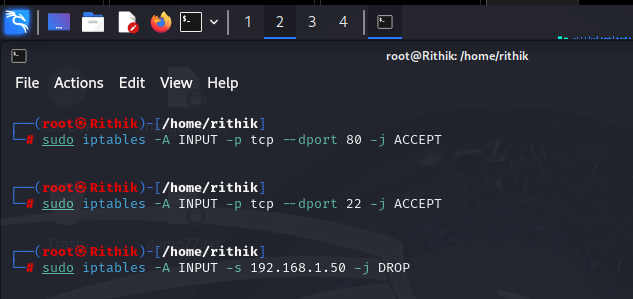 1 2 3 4
root@Rithik: /home/rithik
File Actions Edit View Help
┌──(root㉿Rithik)-[/home/rithik]
└─# sudo iptables -A INPUT -p tcp --dport 80 -j ACCEPT
┌──(root㉿Rithik)-[/home/rithik]
└─# sudo iptables -A INPUT -p tcp --dport 22 -j ACCEPT
┌──(root㉿Rithik)-[/home/rithik]
└─# sudo iptables -A INPUT -s 192.168.1.50 -j DROP